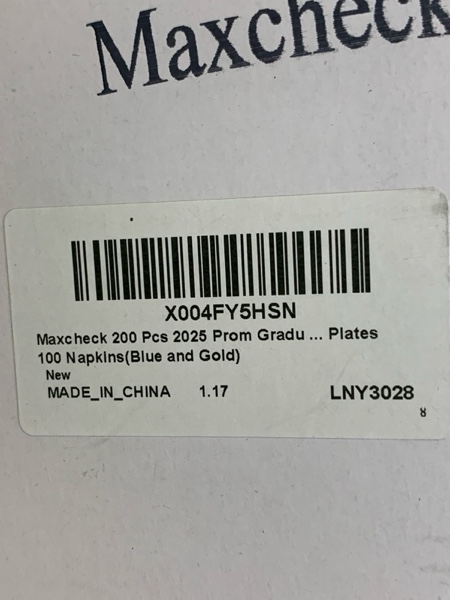 Maxcheck
X004FY5HSN
Maxcheck 200 Pcs 2025 Prom Gradu ... Plates
100 Napkins(Blue and Gold)
New
MADE_IN_CHINA 1.17 LNY3028
8